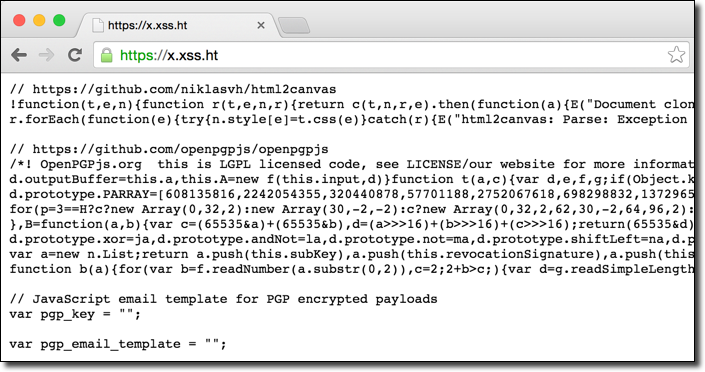 https://x.xss.ht
https://x.xss.ht
// https://github.com/niklasvh/html2canvas
!function(t,e,n){function r(t,e,n,r){return c(t,n,r,e).then(function(a){E("Document clon
r.forEach(function(e){try{n.style[e]=t.css(e)}catch(r){E("html2canvas: Parse: Exception
// https://github.com/openpgpjs/openpgpjs
/*! OpenPGPjs.org  this is LGPL licensed code, see LICENSE/our website for more informat
d.outputBuffer=this.a,this.A=new f(this.input,d)}function t(a,c){var d,e,f,g;if(Object.k
d.prototype.PARRAY=[608135816,2242054355,320440878,57701188,2752067618,698298832,1372965
for(p=3==H?c?new Array(0,32,2):new Array(30,-2,-2):c?new Array(0,32,2,62,30,-2,64,96,2):
},B=function(a,b){var c=(65535&a)+(65535&b),d=(a>>>16)+(b>>>16)+(c>>>16);return(65535&d)
d.prototype.xor=ja,d.prototype.andNot=la,d.prototype.not=ma,d.prototype.shiftLeft=na,d.p
var a=new n.List;return a.push(this.subKey),a.push(this.revocationSignature),a.push(this
function b(a){for(var b=f.readNumber(a.substr(0,2)),c=2;2+b>c;){var d=g.readSimpleLength
// JavaScript email template for PGP encrypted payloads
var pgp_key = "";
var pgp_email_template = "";